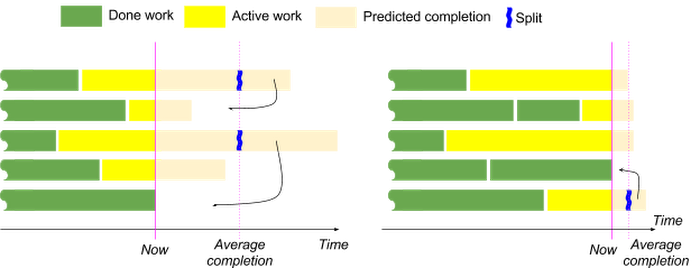 Done work
Active work
Predicted completion
Split
Now
Average
completion
Time
Now
Average
completion
Time